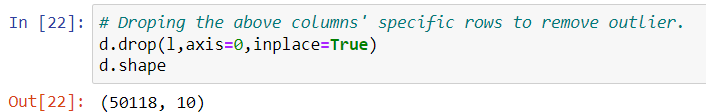 In [22]: # Droping the above columns' specific rows to remove outlier.
d.drop(l,axis=0,inplace=True)
d.shape
Out[22]: (50118, 10)